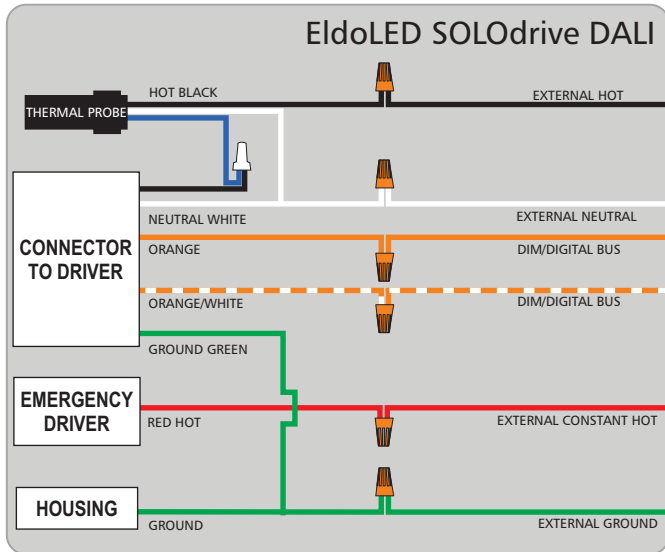 EldoLED SOLOdrive DALI
HOT BLACK
EXTERNAL HOT
THERMAL PROBE
NEUTRAL WHITE
EXTERNAL NEUTRAL
CONNECTOR
TO DRIVER
ORANGE
DIM/DIGITAL BUS
ORANGE/WHITE
DIM/DIGITAL BUS
GROUND GREEN
EMERGENCY
DRIVER
RED HOT
EXTERNAL CONSTANT HOT
HOUSING
GROUND
EXTERNAL GROUND